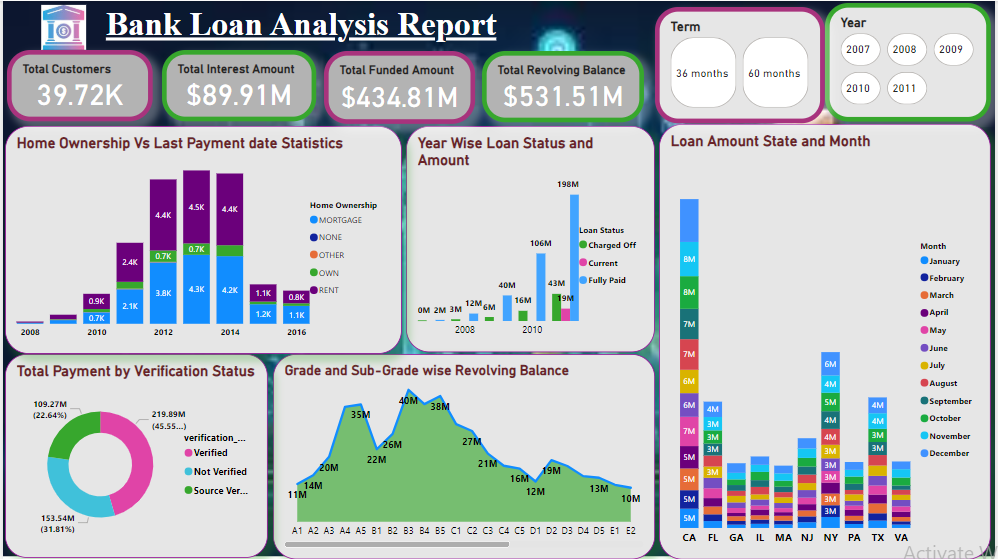 Bank Loan Analysis Report
Total Customers
39.72K
Total Interest Amount
$89.91M
Total Funded Amount
$434.81M
Total Revolving Balance
$531.51M
Term
36 months
60 months
Year
2007
2008
2009
2010
2011
Home Ownership Vs Last Payment date Statistics
0.9K
0.7K
2.4K
2.1K
4.4K
0.7K
3.8K
4.5K
0.7K
4.3K
4.4K
4.2K
1.1K
1.2K
0.8K
1.1K
2008
2010
2012
2014
2016
Home Ownership
MORTGAGE
NONE
OTHER
OWN
RENT
Year Wise Loan Status and
Amount
0M
2M
3M
12M
6M
40M
16M
106M
43M
19M
198M
2008
2010
Loan Status
Charged Off
Current
Fully Paid
Loan Amount State and Month
8M
8M
7M
7M
6M
6M
7M
5M
5M
5M
5M
4M
3M
3M
3M
3M
6M
4M
5M
4M
4M
3M
3M
3M
3M
4M
4M
3M
3M
CA
FL
GA
IL
MA
NJ
NY
PA
TX
VA
Month
January
February
March
April
May
June
July
August
September
October
November
December
Total Payment by Verification Status
109.27M
(22.64%)
219.89M
(45.55...)
153.54M
(31.81%)
verification_...
Verified
Not Verified
Source Ver...
Grade and Sub-Grade wise Revolving Balance
11M
14M
20M
35M
22M
26M
40M
38M
27M
21M
16M
12M
19M
13M
10M
A1 A2 A3 A4 A5 B1 B2 B3 B4 B5 C1 C2 C3 C4 C5 D1 D2 D3 D4 D5 E1 E2
Activate W